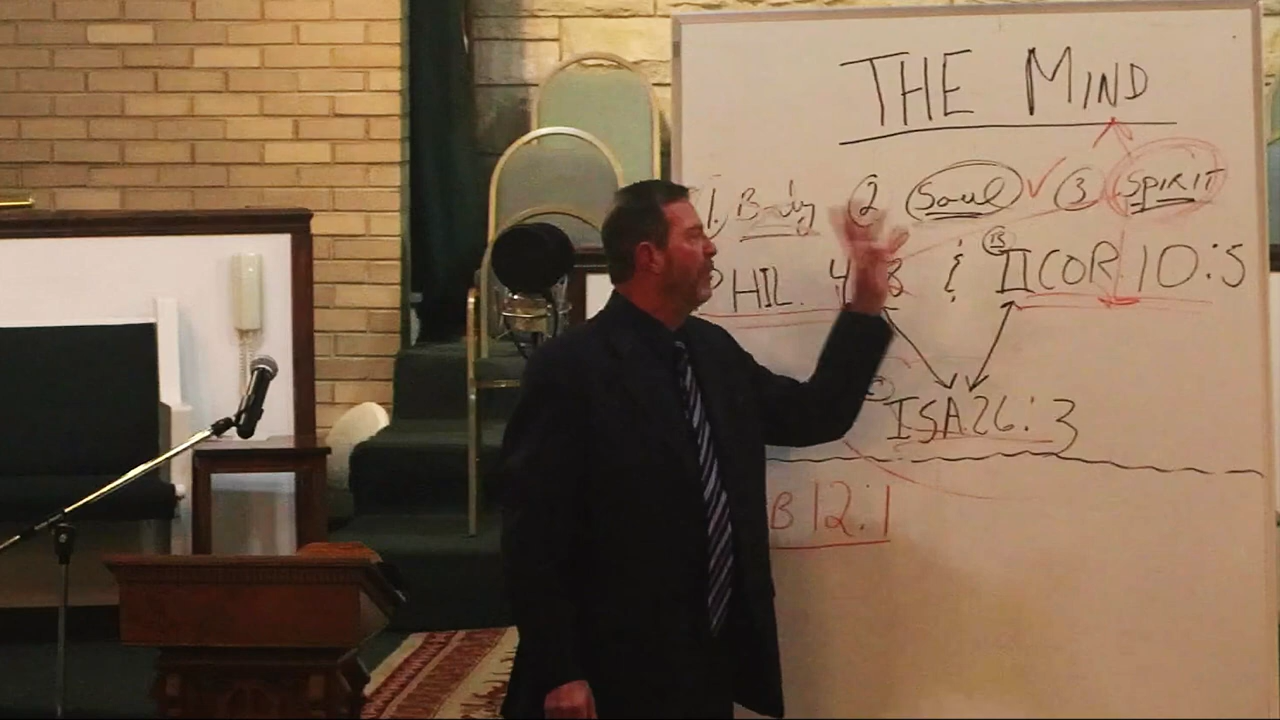 THE MIND
1. Body ② Soul ✓ ③ SPIRIT
PHIL. 4 8 & Ⓑ II COR 10:5
ISA.26:3
B 12:1